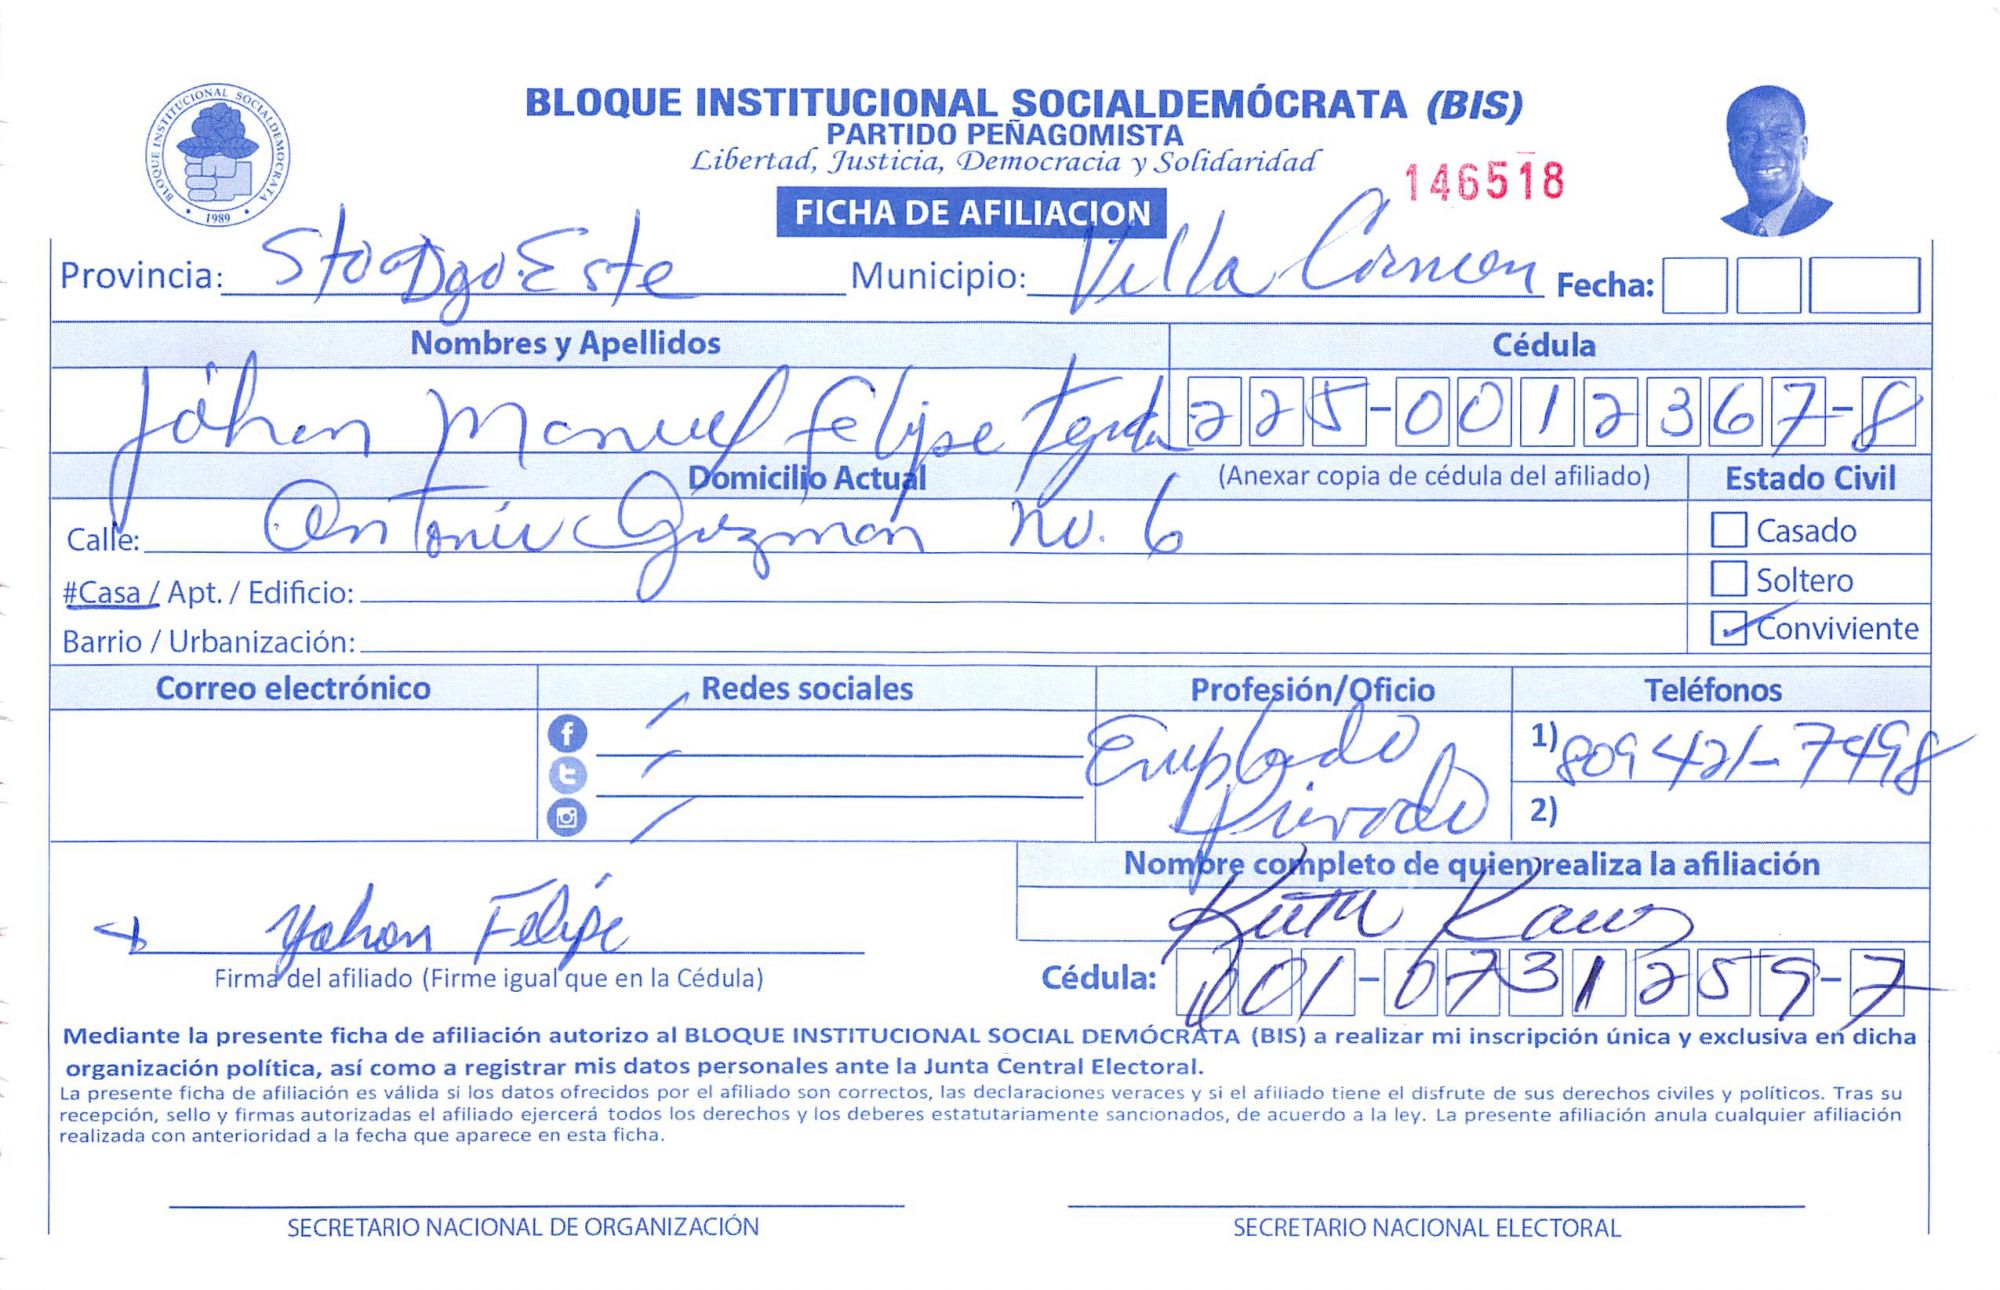 BLOQUE INSTITUCIONAL SOCIALDEMOCRATA
1989
BLOQUE INSTITUCIONAL SOCIALDEMÓCRATA (BIS)
PARTIDO PEÑAGOMISTA
Libertad, Justicia, Democracia y Solidaridad
146518
FICHA DE AFILIACION
Provincia: Sto Dgo Este Municipio: Villa Carmen Fecha:
Nombres y Apellidos Cédula
Jóhan Manuel Felipe Tejeda 225-0012367-8
Domicilio Actual (Anexar copia de cédula del afiliado) Estado Civil
Calle: Antonio Guzman No. 6 Casado
#Casa / Apt. / Edificio: Soltero
Barrio / Urbanización: Conviviente
Correo electrónico Redes sociales Profesión/Oficio Teléfonos
Empleado 1) 809 421-7498
Privado 2)
Nombre completo de quien realiza la afiliación
Yohan Felipe Ruth
Firma del afiliado (Firme igual que en la Cédula) Cédula: 001-0731259-7
Mediante la presente ficha de afiliación autorizo al BLOQUE INSTITUCIONAL SOCIAL DEMÓCRATA (BIS) a realizar mi inscripción única y exclusiva en dicha
organización política, así como a registrar mis datos personales ante la Junta Central Electoral.
La presente ficha de afiliación es válida si los datos ofrecidos por el afiliado son correctos, las declaraciones veraces y si el afiliado tiene el disfrute de sus derechos civiles y políticos. Tras su
recepción, sello y firmas autorizadas el afiliado ejercerá todos los derechos y los deberes estatutariamente sancionados, de acuerdo a la ley. La presente afiliación anula cualquier afiliación
realizada con anterioridad a la fecha que aparece en esta ficha.
SECRETARIO NACIONAL DE ORGANIZACIÓN SECRETARIO NACIONAL ELECTORAL